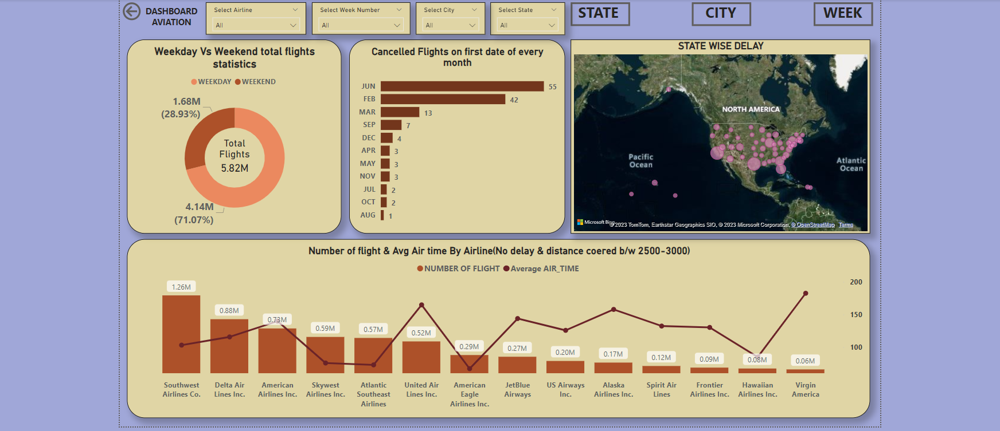 DASHBOARD
AVIATION
Select Airline
All
Select Week Number
All
Select City
All
Select State
All
STATE
CITY
WEEK
Weekday Vs Weekend total flights
statistics
WEEKDAY WEEKEND
1.68M
(28.93%)
Total
Flights
5.82M
4.14M
(71.07%)
Cancelled Flights on first date of every
month
JUN 55
FEB 42
MAR 13
SEP 7
DEC 4
APR 3
MAY 3
NOV 3
JUL 2
OCT 2
AUG 1
STATE WISE DELAY
NORTH AMERICA
Pacific
Ocean
Atlantic
Ocean
Microsoft Bing
©2023 TomTom, Earthstar Geographics SIO, © 2023 Microsoft Corporation, © OpenStreetMap Terms
Number of flight & Avg Air time By Airline(No delay & distance coered b/w 2500-3000)
NUMBER OF FLIGHT Average AIR_TIME
1.26M
0.88M
0.73M
0.59M
0.57M
0.52M
0.29M
0.27M
0.20M
0.17M
0.12M
0.09M
0.08M
0.06M
200
150
100
Southwest
Airlines Co.
Delta Air
Lines Inc.
American
Airlines Inc.
Skywest
Airlines Inc.
Atlantic
Southeast
Airlines
United Air
Lines Inc.
American
Eagle
Airlines Inc.
JetBlue
Airways
US Airways
Inc.
Alaska
Airlines Inc.
Spirit Air
Lines
Frontier
Airlines Inc.
Hawaiian
Airlines Inc.
Virgin
America